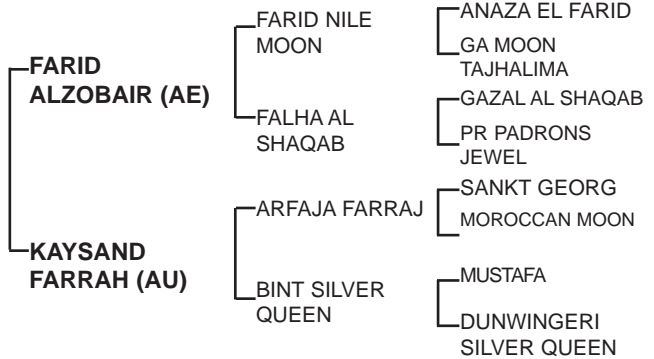 ANAZA EL FARID
FARID NILE
MOON
GA MOON
TAJHALIMA
FARID
ALZOBAIR (AE)
GAZAL AL SHAQAB
FALHA AL
SHAQAB
PR PADRONS
JEWEL
SANKT GEORG
ARFAJA FARRAJ
MOROCCAN MOON
KAYSAND
FARRAH (AU)
MUSTAFA
BINT SILVER
QUEEN
DUNWINGERI
SILVER QUEEN